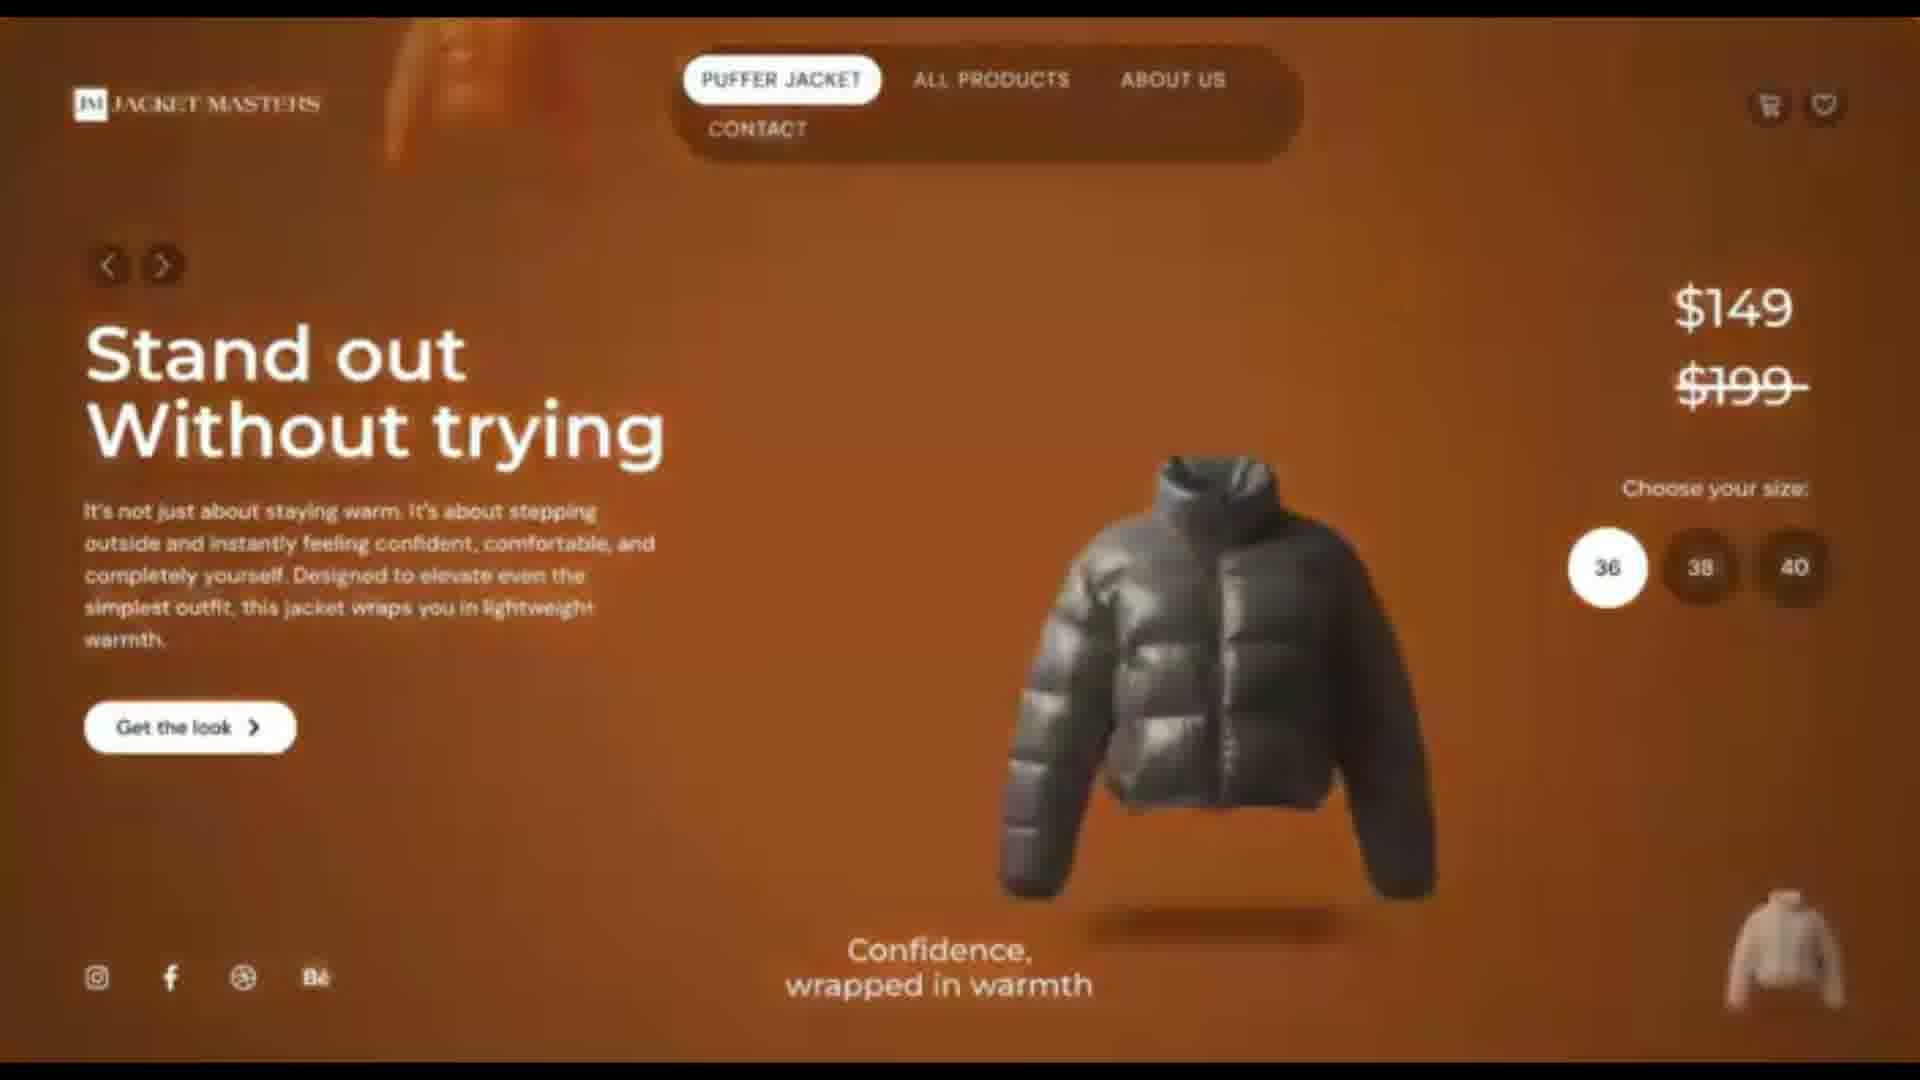 JM JACKET MASTERS
PUFFER JACKET ALL PRODUCTS ABOUT US
CONTACT
Stand out
Without trying
It's not just about staying warm. It's about stepping
outside and instantly feeling confident, comfortable, and
completely yourself. Designed to elevate even the
simplest outfit, this jacket wraps you in lightweight
warmth.
Get the look
$149
$199
Choose your size:
36 38 40
Confidence,
wrapped in warmth
Bē